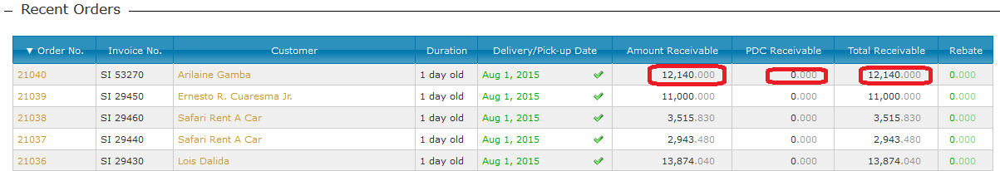 Recent Orders
▼ Order No. Invoice No. Customer Duration Delivery/Pick-up Date Amount Receivable PDC Receivable Total Receivable Rebate
21040 SI 53270 Arilaine Gamba 1 day old Aug 1, 2015 12,140.000 0.000 12,140.000 0.000
21039 SI 29450 Ernesto R. Cuaresma Jr. 1 day old Aug 1, 2015 11,000.000 0.000 11,000.000 0.000
21038 SI 29460 Safari Rent A Car 1 day old Aug 1, 2015 3,515.830 0.000 3,515.830 0.000
21037 SI 29440 Safari Rent A Car 1 day old Aug 1, 2015 2,943.480 0.000 2,943.480 0.000
21036 SI 29430 Lois Dalida 1 day old Aug 1, 2015 13,874.040 0.000 13,874.040 0.000